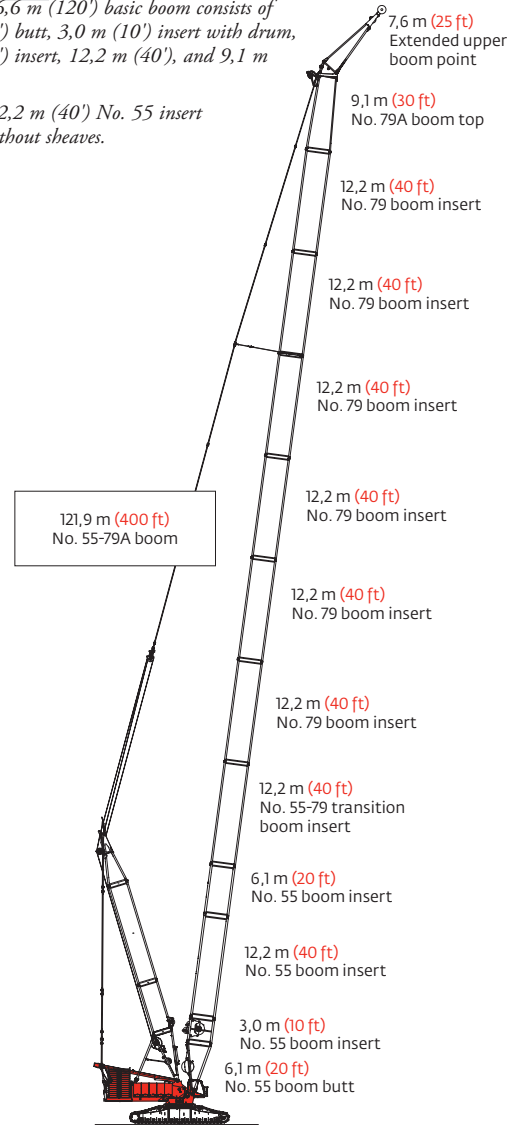 6,6 m (120') basic boom consists of
') butt, 3,0 m (10') insert with drum,
') insert, 12,2 m (40'), and 9,1 m
2,2 m (40') No. 55 insert
thout sheaves.
7,6 m (25 ft)
Extended upper
boom point
9,1 m (30 ft)
No. 79A boom top
12,2 m (40 ft)
No. 79 boom insert
12,2 m (40 ft)
No. 79 boom insert
12,2 m (40 ft)
No. 79 boom insert
12,2 m (40 ft)
No. 79 boom insert
121,9 m (400 ft)
No. 55-79A boom
12,2 m (40 ft)
No. 79 boom insert
12,2 m (40 ft)
No. 79 boom insert
12,2 m (40 ft)
No. 55-79 transition
boom insert
6,1 m (20 ft)
No. 55 boom insert
12,2 m (40 ft)
No. 55 boom insert
3,0 m (10 ft)
No. 55 boom insert
6,1 m (20 ft)
No. 55 boom butt